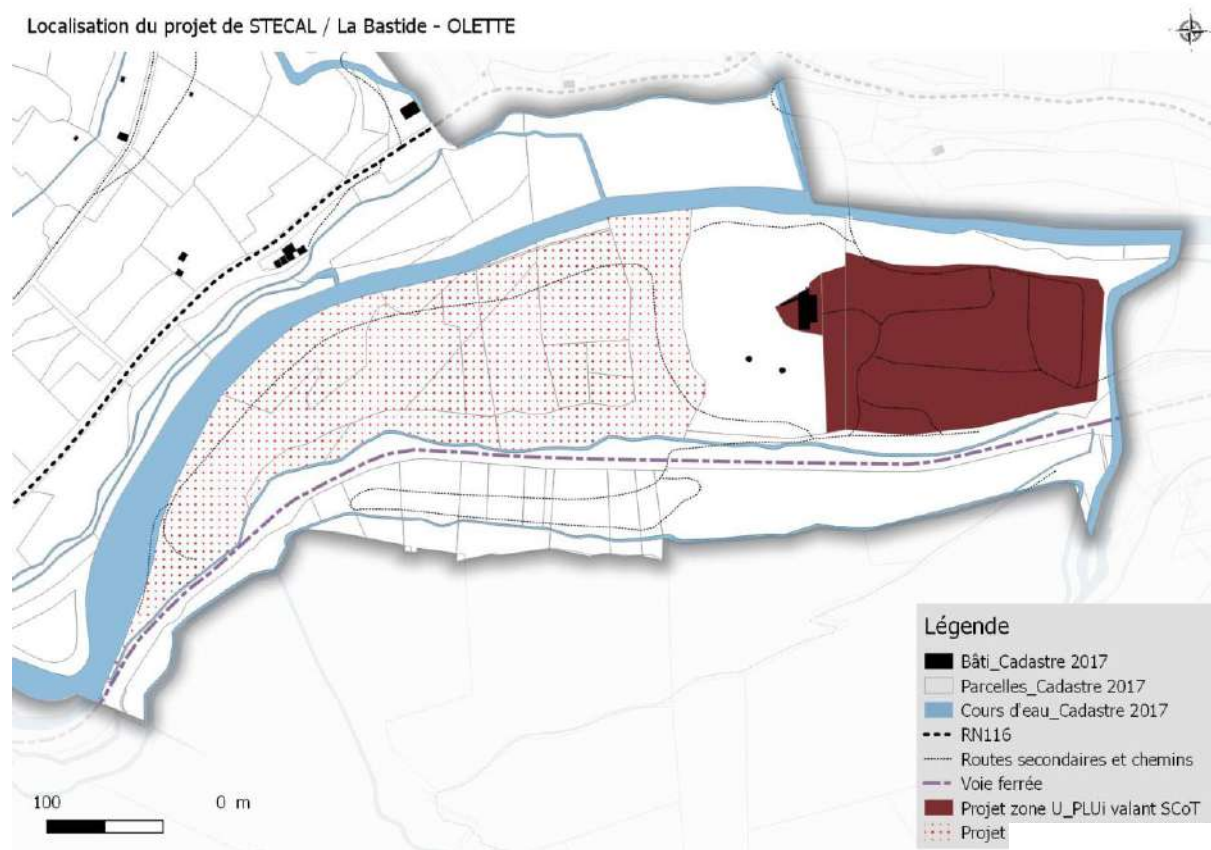 Localisation du projet de STECAL / La Bastide - OLETTE
100 0 m
Légende
Bâti_Cadastre 2017
Parcelles_Cadastre 2017
Cours d'eau_Cadastre 2017
RN116
Routes secondaires et chemins
Voie ferrée
Projet zone U_PLUi valant SCoT
Projet